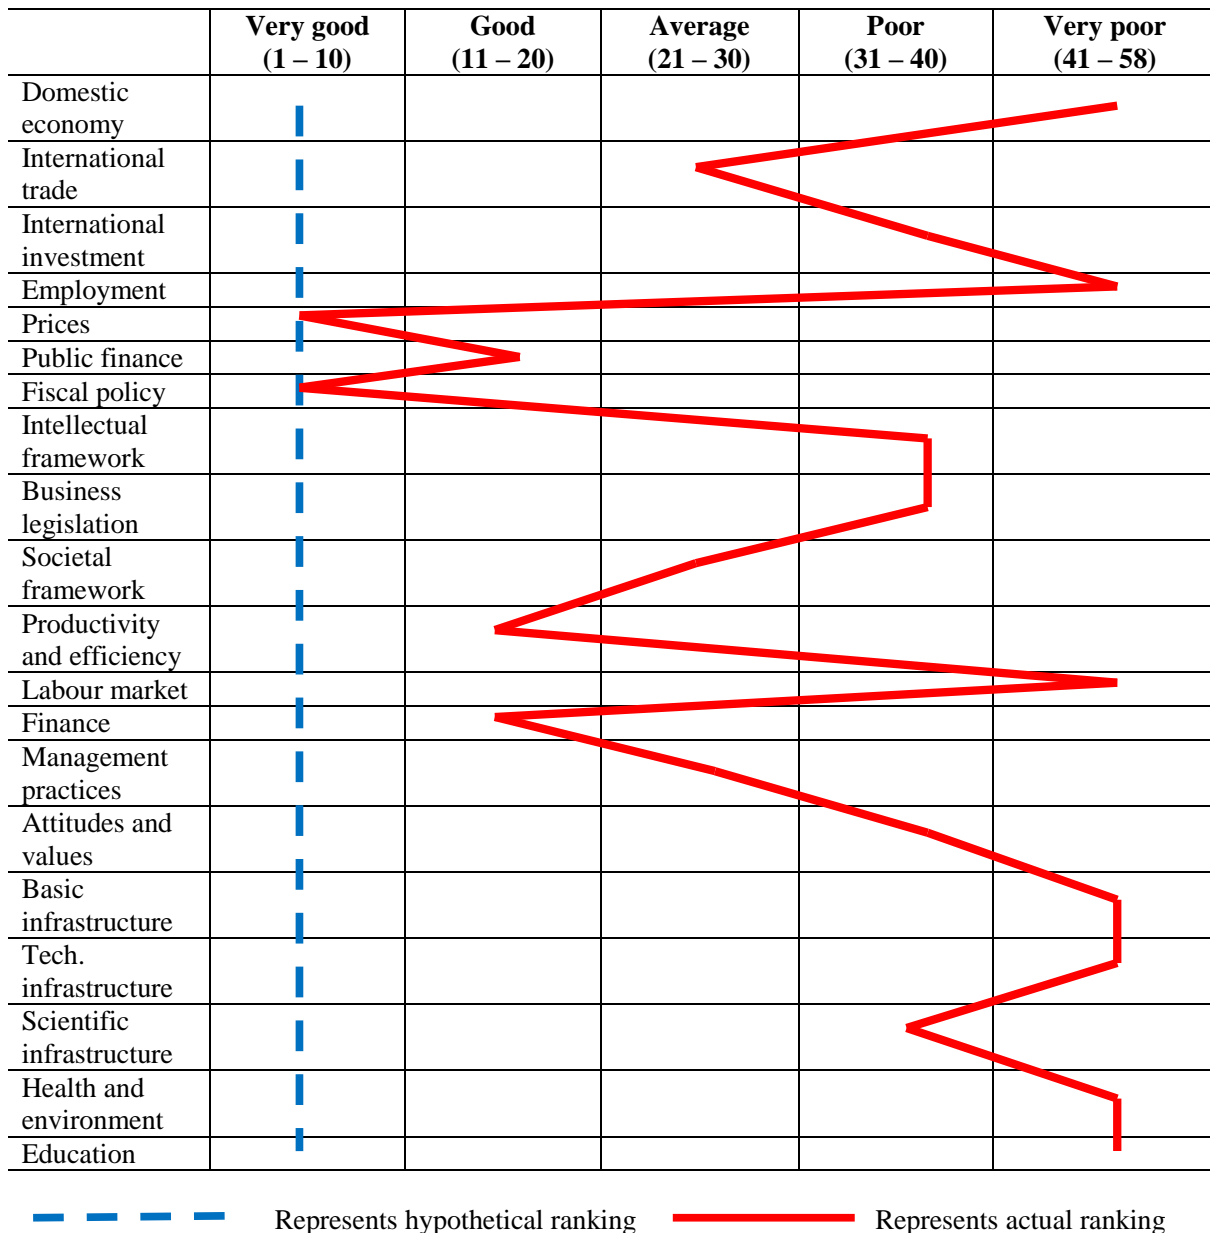 Very good Good Average Poor Very poor
(1 – 10) (11 – 20) (21 – 30) (31 – 40) (41 – 58)
Domestic
economy
International
trade
International
investment
Employment
Prices
Public finance
Fiscal policy
Intellectual
framework
Business
legislation
Societal
framework
Productivity
and efficiency
Labour market
Finance
Management
practices
Attitudes and
values
Basic
infrastructure
Tech.
infrastructure
Scientific
infrastructure
Health and
environment
Education
Represents hypothetical ranking Represents actual ranking